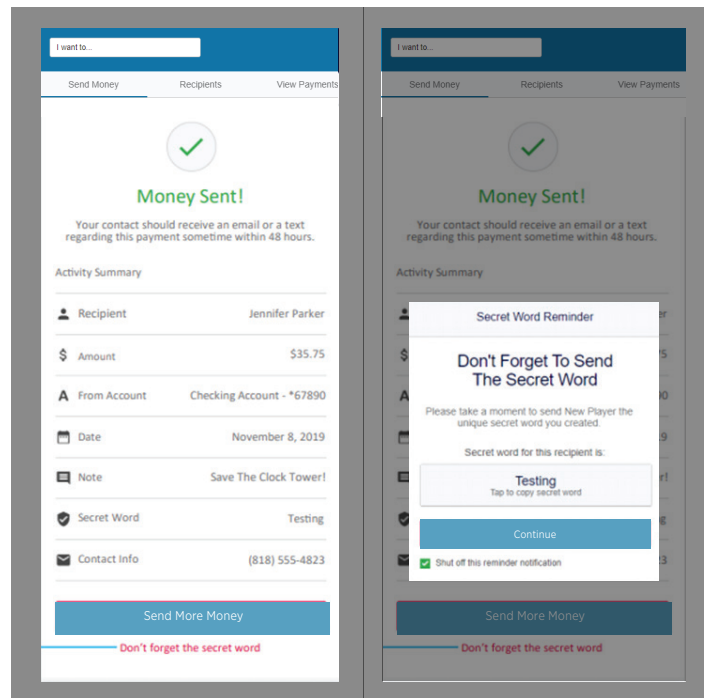 I want to...
Send Money Recipients View Payments
Money Sent!
Your contact should receive an email or a text
regarding this payment sometime within 48 hours.
Activity Summary
Recipient Jennifer Parker
$ Amount $35.75
A From Account Checking Account - *67890
Date November 8, 2019
Note Save The Clock Tower!
Secret Word Testing
Contact Info (818) 555-4823
Send More Money
Don't forget the secret word
I want to...
Send Money Recipients View Payments
Money Sent!
Your contact should receive an email or a text
regarding this payment sometime within 48 hours.
Activity Summary
Secret Word Reminder
Don't Forget To Send
The Secret Word
Please take a moment to send New Player the
unique secret word you created.
Secret word for this recipient is:
Testing
Tap to copy secret word
Continue
Shut off this reminder notification
er
$ 75
A 90
9
r!
g
3
Send More Money
Don't forget the secret word